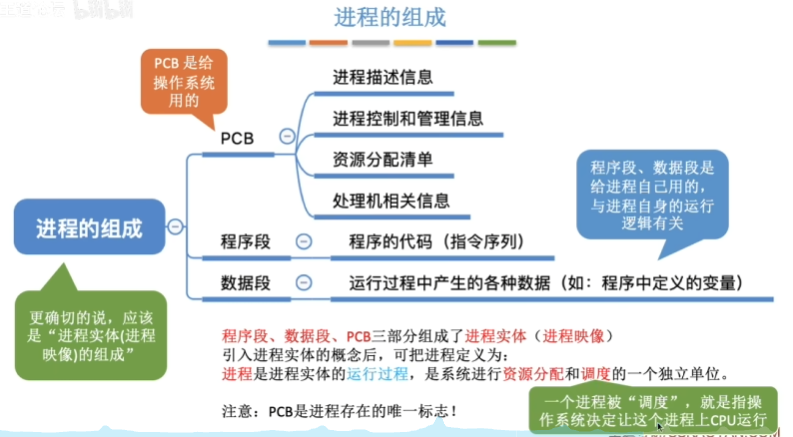 bilibili
进程的组成
PCB 是给
操作系统
用的
进程描述信息
进程控制和管理信息
PCB
资源分配清单
处理机相关信息
程序段、数据段是
给进程自己用的,
与进程自身的运行
逻辑有关
进程的组成
程序段
程序的代码（指令序列）
数据段
运行过程中产生的各种数据（如：程序中定义的变量）
更确切的说，应该
是“进程实体(进程
映像)的组成”
程序段、数据段、PCB三部分组成了进程实体（进程映像）
引入进程实体的概念后，可把进程定义为：
进程是进程实体的运行过程，是系统进行资源分配和调度的一个独立单位。
一个进程被“调度”，就是指操
作系统决定让这个进程上CPU运行
注意：PCB是进程存在的唯一标志！